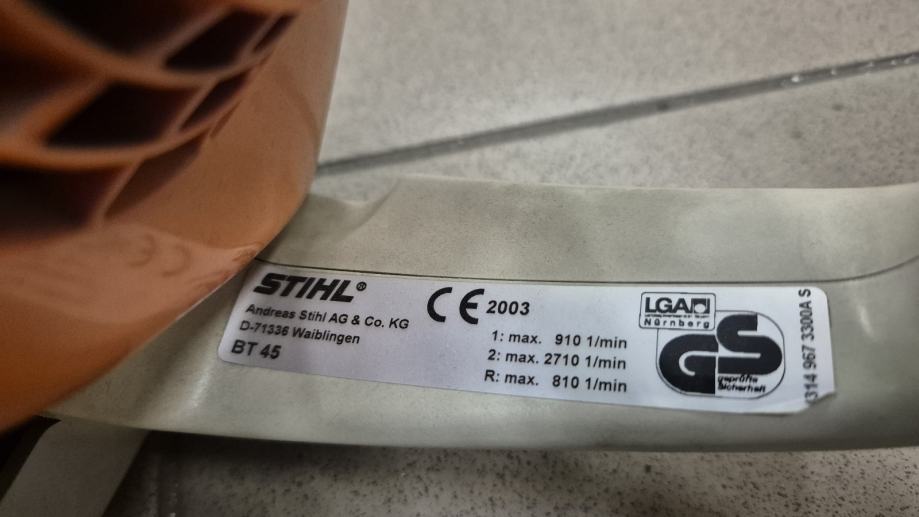 STIHL®
Andreas Stihl AG & Co. KG
D-71336 Waiblingen
BT 45
CE 2003
1: max. 910 1/min
2: max. 2710 1/min
R: max. 810 1/min
LGA
Nürnberg
GS
geprüfte
Sicherheit
4314 967 3300A S